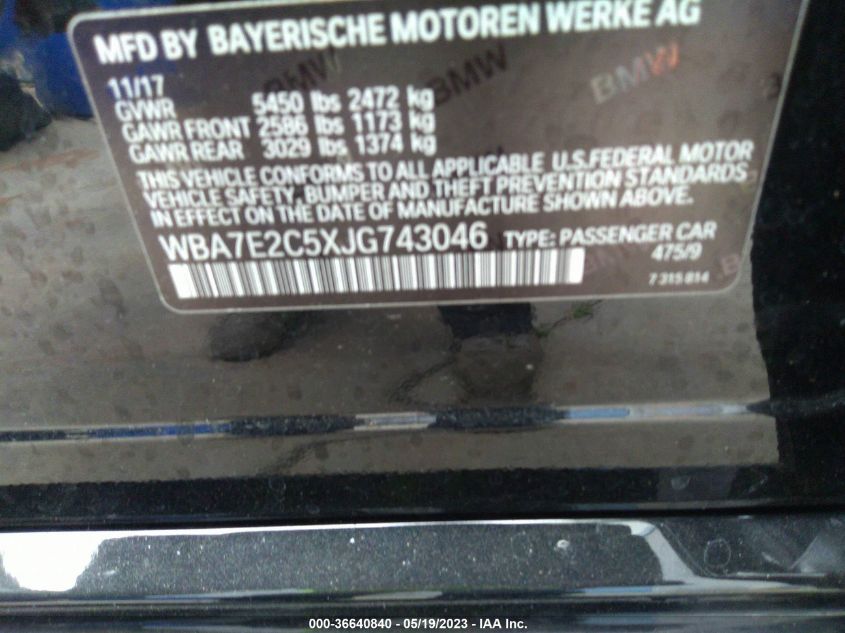 MFD BY BAYERISCHE MOTOREN WERKE AG
11/17
GVWR 5450 lbs 2472 kg
GAWR FRONT 2586 lbs 1173 kg
GAWR REAR 3029 lbs 1374 kg
THIS VEHICLE CONFORMS TO ALL APPLICABLE U.S.FEDERAL MOTOR
VEHICLE SAFETY, BUMPER AND THEFT PREVENTION STANDARDS
IN EFFECT ON THE DATE OF MANUFACTURE SHOWN ABOVE.
WBA7E2C5XJG743046 TYPE: PASSENGER CAR
475/9
7 315 814
BMW
BMW
000-36640840 - 05/19/2023 - IAA Inc.